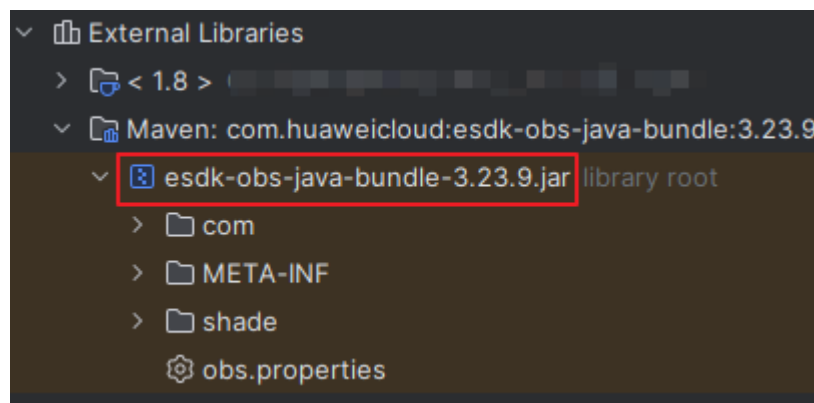 External Libraries
< 1.8 >
Maven: com.huaweicloud:esdk-obs-java-bundle:3.23.9
esdk-obs-java-bundle-3.23.9.jar library root
com
META-INF
shade
obs.properties